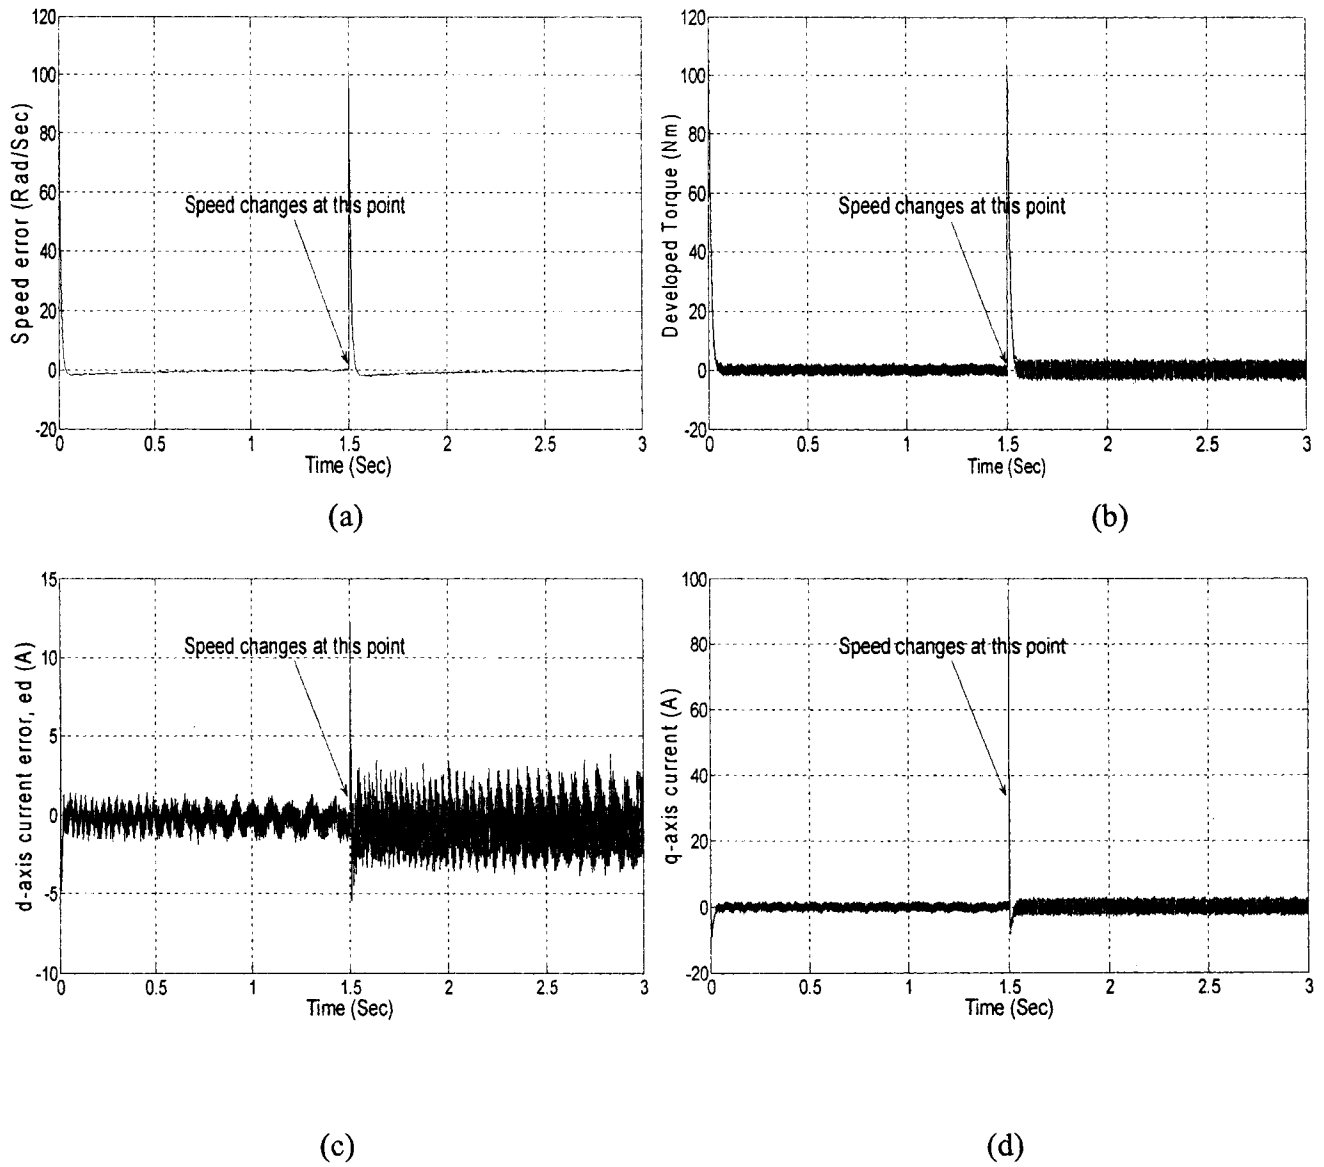 120
100
80
60
40
20
0
-20
Speed error (Rad/Sec)
Speed changes at this point
0 0.5 1 1.5 2 2.5 3
Time (Sec)
(a)
120
100
80
60
40
20
0
-20
Developed Torque (Nm)
Speed changes at this point
0 0.5 1 1.5 2 2.5 3
Time (Sec)
(b)
15
10
5
0
-5
-10
d-axis current error, ed (A)
Speed changes at this point
0 0.5 1 1.5 2 2.5 3
Time (Sec)
(c)
100
80
60
40
20
0
-20
q-axis current (A)
Speed changes at this point
0 0.5 1 1.5 2 2.5 3
Time (Sec)
(d)